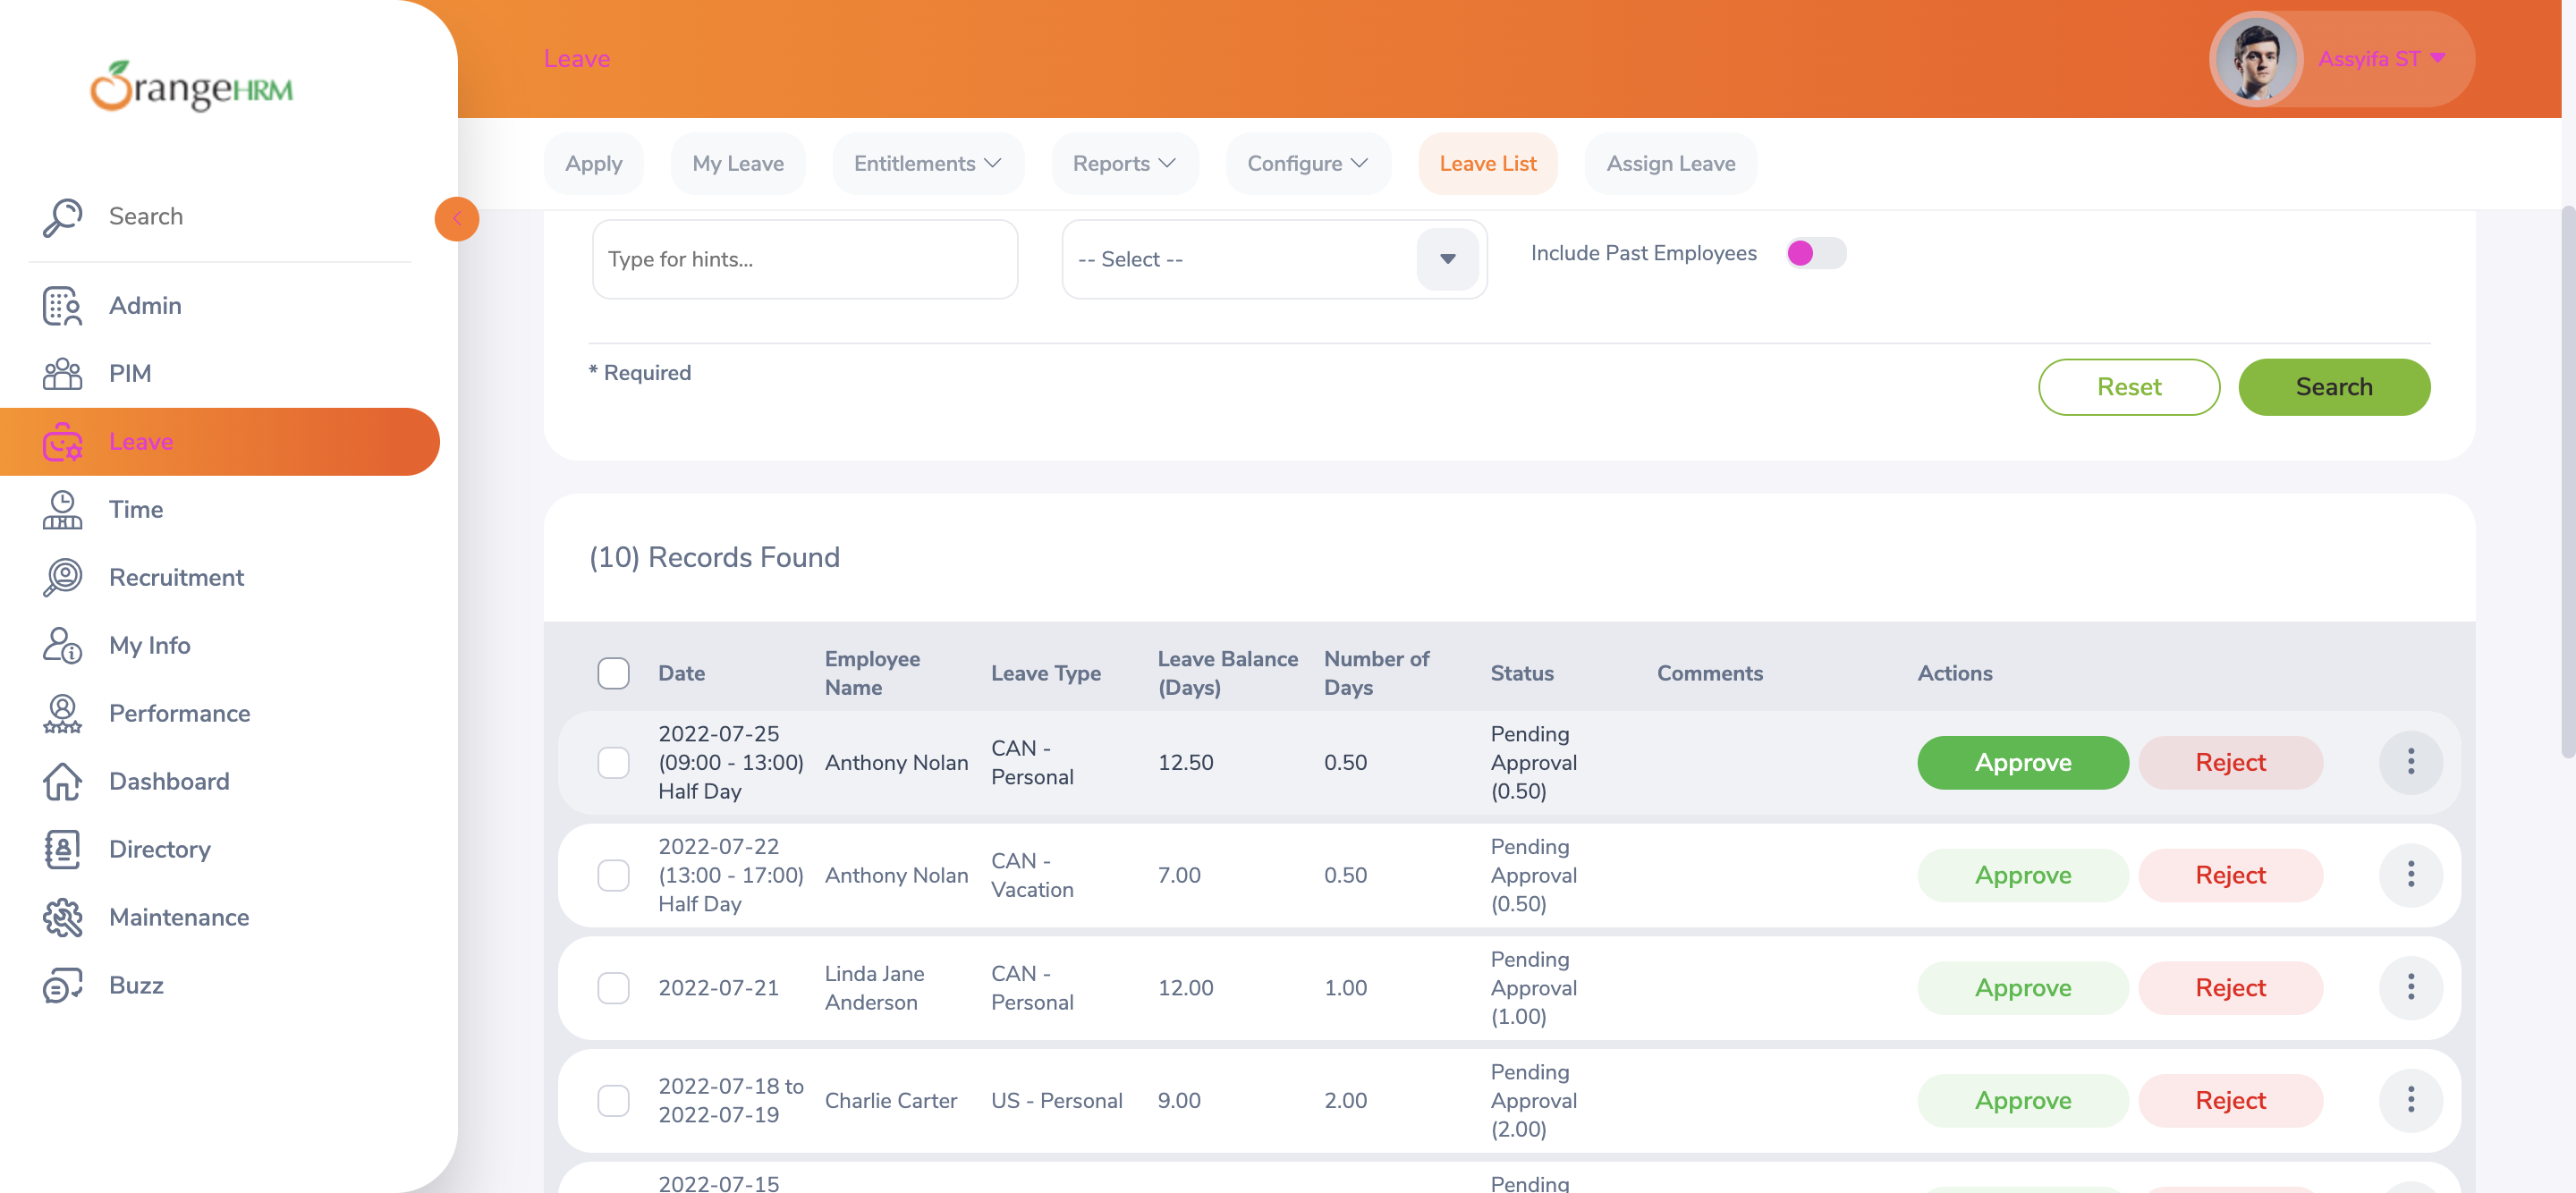 OrangeHRM
Leave
Assyifa ST
Apply
My Leave
Entitlements
Reports
Configure
Leave List
Assign Leave
Search
Admin
PIM
Leave
Time
Recruitment
My Info
Performance
Dashboard
Directory
Maintenance
Buzz
Type for hints...
-- Select --
Include Past Employees
* Required
Reset
Search
(10) Records Found
Date
Employee
Name
Leave Type
Leave Balance
(Days)
Number of
Days
Status
Comments
Actions
2022-07-25
(09:00 - 13:00)
Half Day
Anthony Nolan
CAN -
Personal
12.50
0.50
Pending
Approval
(0.50)
Approve
Reject
2022-07-22
(13:00 - 17:00)
Half Day
Anthony Nolan
CAN -
Vacation
7.00
0.50
Pending
Approval
(0.50)
Approve
Reject
2022-07-21
Linda Jane
Anderson
CAN -
Personal
12.00
1.00
Pending
Approval
(1.00)
Approve
Reject
2022-07-18 to
2022-07-19
Charlie Carter
US - Personal
9.00
2.00
Pending
Approval
(2.00)
Approve
Reject
2022-07-15
Pending